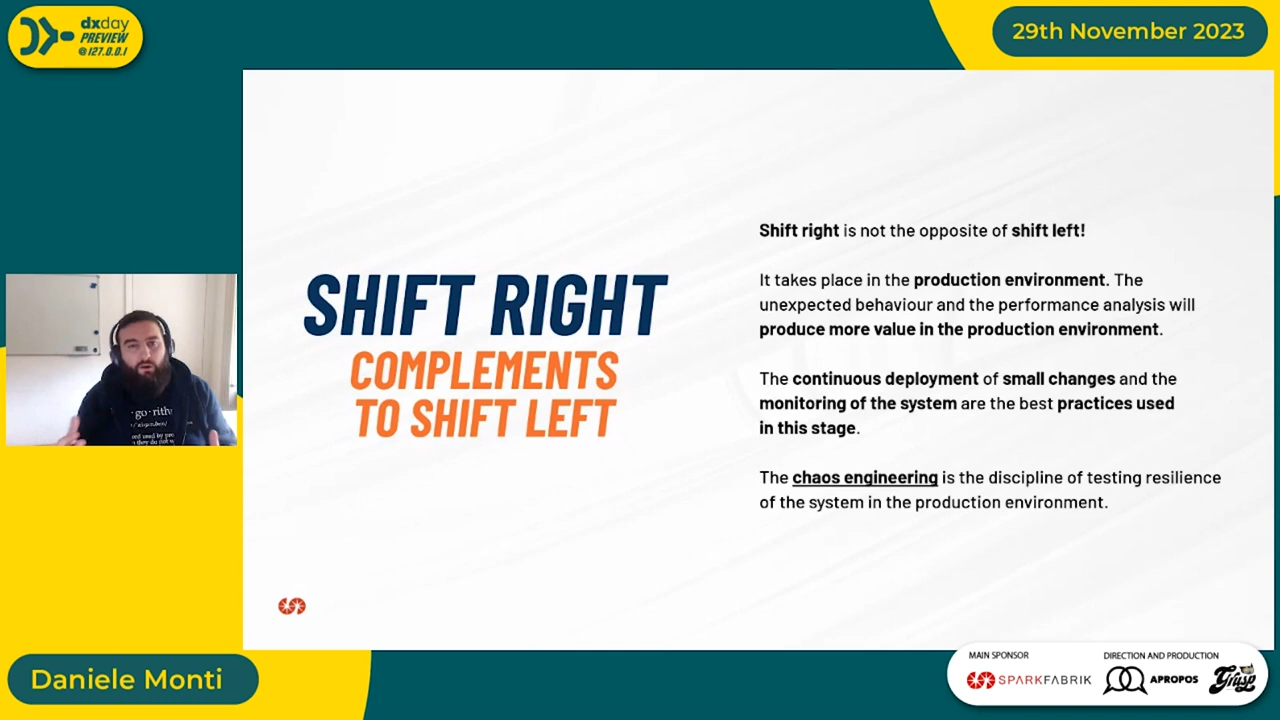 dxday
PREVIEW
@127.0.0.1
29th November 2023
SHIFT RIGHT
COMPLEMENTS
TO SHIFT LEFT
Shift right is not the opposite of shift left!
It takes place in the production environment. The
unexpected behaviour and the performance analysis will
produce more value in the production environment.
The continuous deployment of small changes and the
monitoring of the system are the best practices used
in this stage.
The chaos engineering is the discipline of testing resilience
of the system in the production environment.
go·rith
Daniele Monti
MAIN SPONSOR
SPARKFABRIK
DIRECTION AND PRODUCTION
APROPOS
Grusp